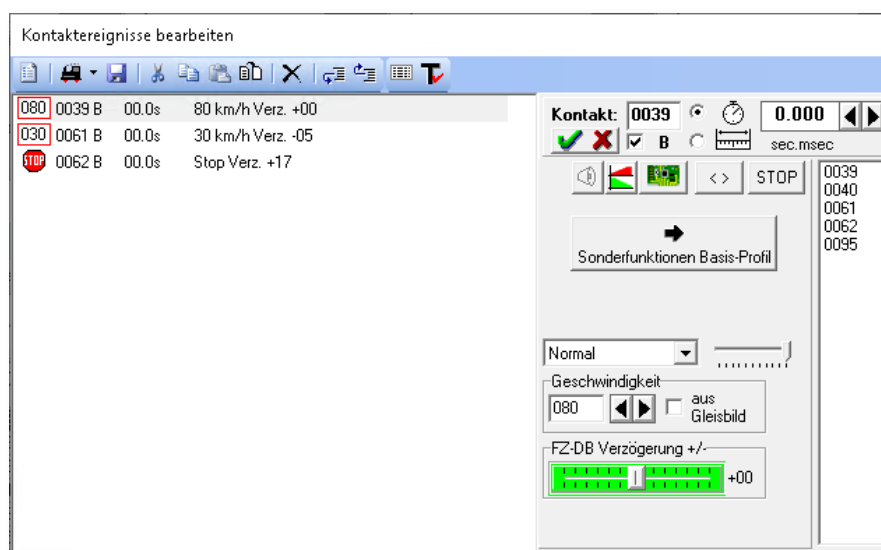 Kontaktereignisse bearbeiten
080 0039 B 00.0s 80 km/h Verz. +00
030 0061 B 00.0s 30 km/h Verz. -05
STOP 0062 B 00.0s Stop Verz. +17
Kontakt: 0039 0.000
B sec.msec
< > STOP
0039
0040
0061
0062
0095
Sonderfunktionen Basis-Profil
Normal
Geschwindigkeit
080 aus
Gleisbild
FZ-DB Verzögerung +/-
+00